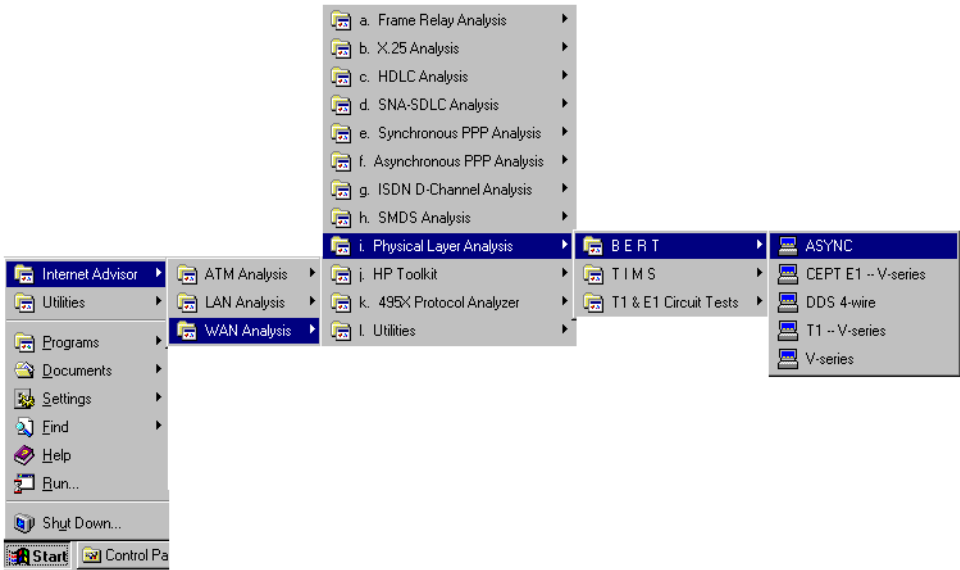 a. Frame Relay Analysis
b. X.25 Analysis
c. HDLC Analysis
d. SNA-SDLC Analysis
e. Synchronous PPP Analysis
f. Asynchronous PPP Analysis
g. ISDN D-Channel Analysis
h. SMDS Analysis
i. Physical Layer Analysis
j. HP Toolkit
k. 495X Protocol Analyzer
l. Utilities
B E R T
T I M S
T1 & E1 Circuit Tests
ASYNC
CEPT E1 -- V-series
DDS 4-wire
T1 -- V-series
V-series
Internet Advisor
Utilities
Programs
Documents
Settings
Find
Help
Run...
Shut Down...
Start
Control Pa
ATM Analysis
LAN Analysis
WAN Analysis